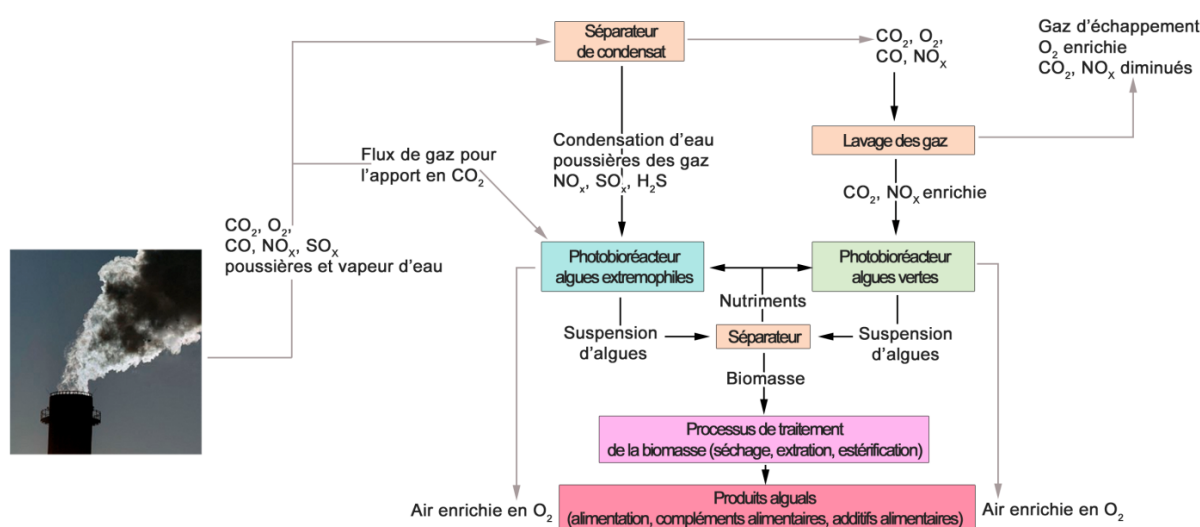 Séparateur
de condensat
CO₂, O₂,
CO, NOₓ
Gaz d'échappement
O₂ enrichie
CO₂, NOₓ diminués
Lavage des gaz
Condensation d'eau
poussières des gaz
NOₓ, SOₓ, H₂S
Flux de gaz pour
l'apport en CO₂
CO₂, NOₓ enrichie
CO₂, O₂,
CO, NOₓ, SOₓ
poussières et vapeur d'eau
Photobioréacteur
algues extremophiles
Photobioréacteur
algues vertes
Nutriments
Suspension
d'algues
Séparateur
Suspension
d'algues
Biomasse
Processus de traitement
de la biomasse (séchage, extration, estérification)
Air enrichie en O₂
Produits alguals
(alimentation, compléments alimentaires, additifs alimentaires)
Air enrichie en O₂